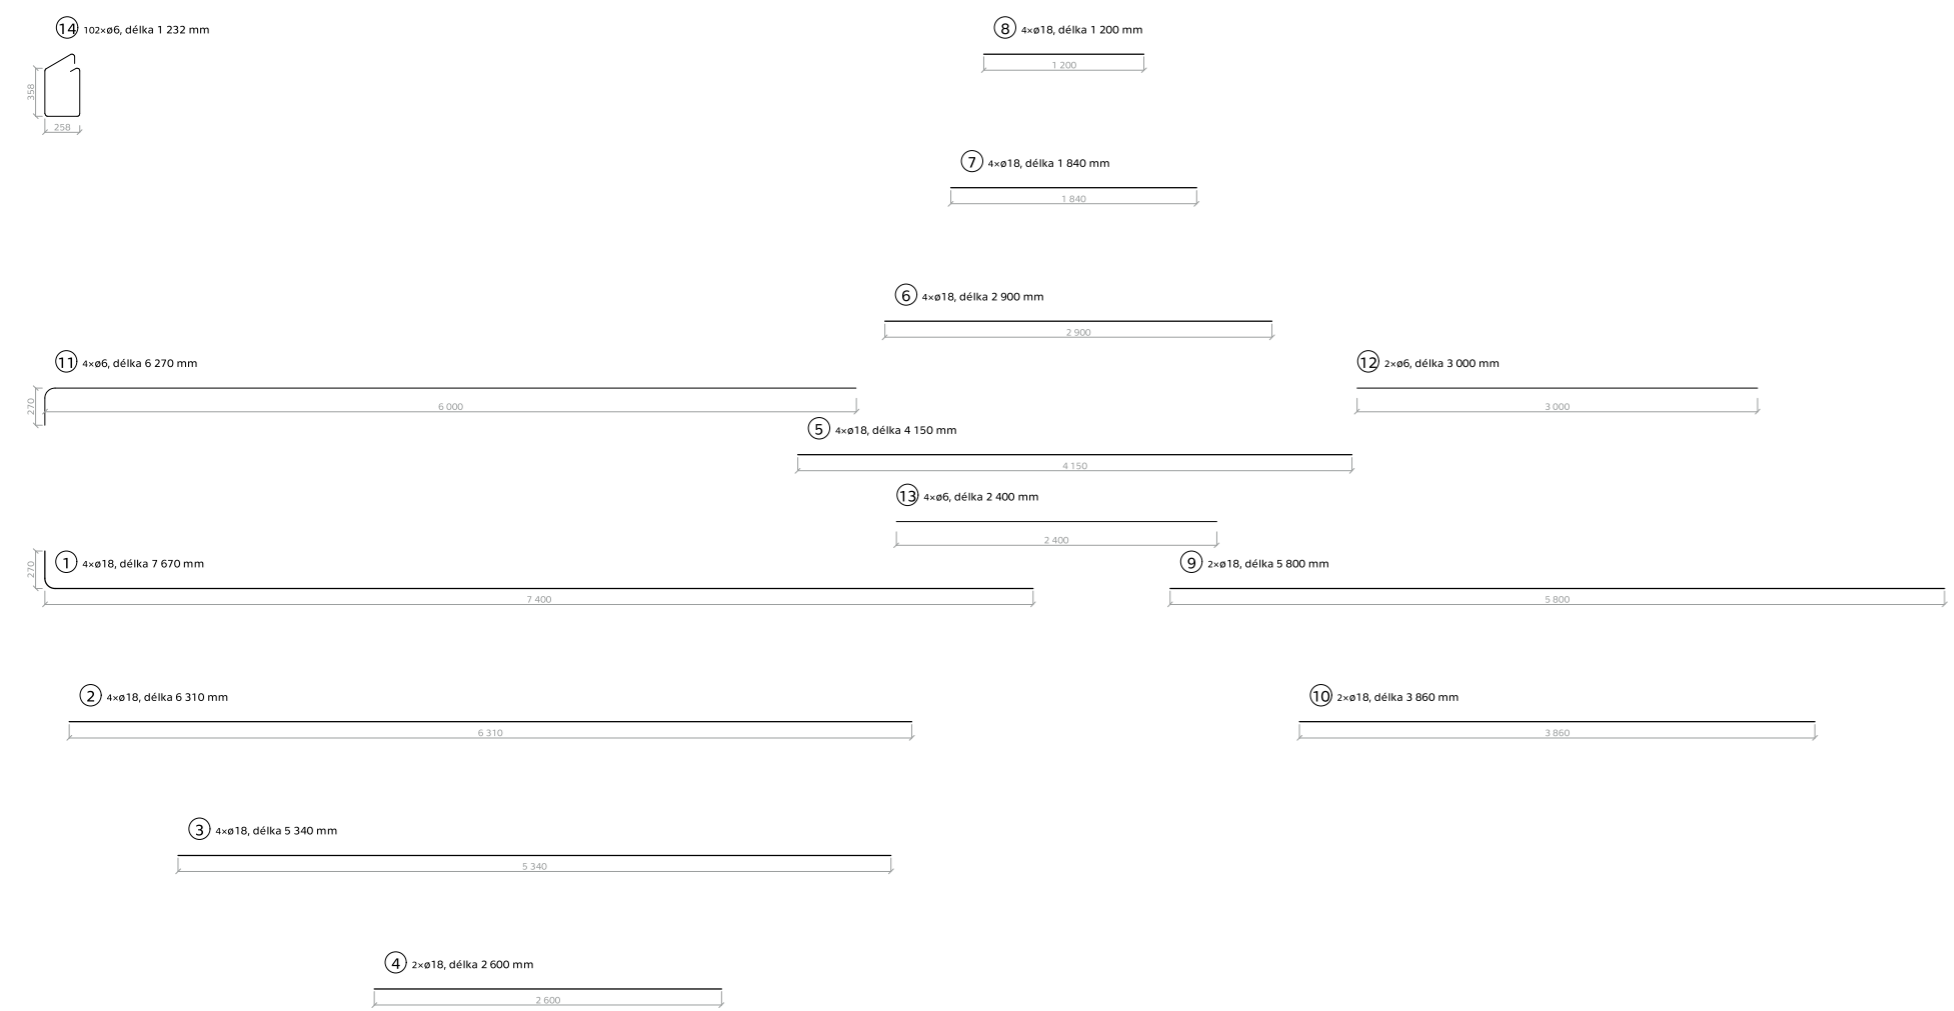 14 102×ø6, délka 1 232 mm
358
258
8 4×ø18, délka 1 200 mm
1 200
7 4×ø18, délka 1 840 mm
1 840
6 4×ø18, délka 2 900 mm
2 900
11 4×ø6, délka 6 270 mm
270
6 000
12 2×ø6, délka 3 000 mm
3 000
5 4×ø18, délka 4 150 mm
4 150
13 4×ø6, délka 2 400 mm
2 400
1 4×ø18, délka 7 670 mm
270
7 400
9 2×ø18, délka 5 800 mm
5 800
2 4×ø18, délka 6 310 mm
6 310
10 2×ø18, délka 3 860 mm
3 860
3 4×ø18, délka 5 340 mm
5 340
4 2×ø18, délka 2 600 mm
2 600